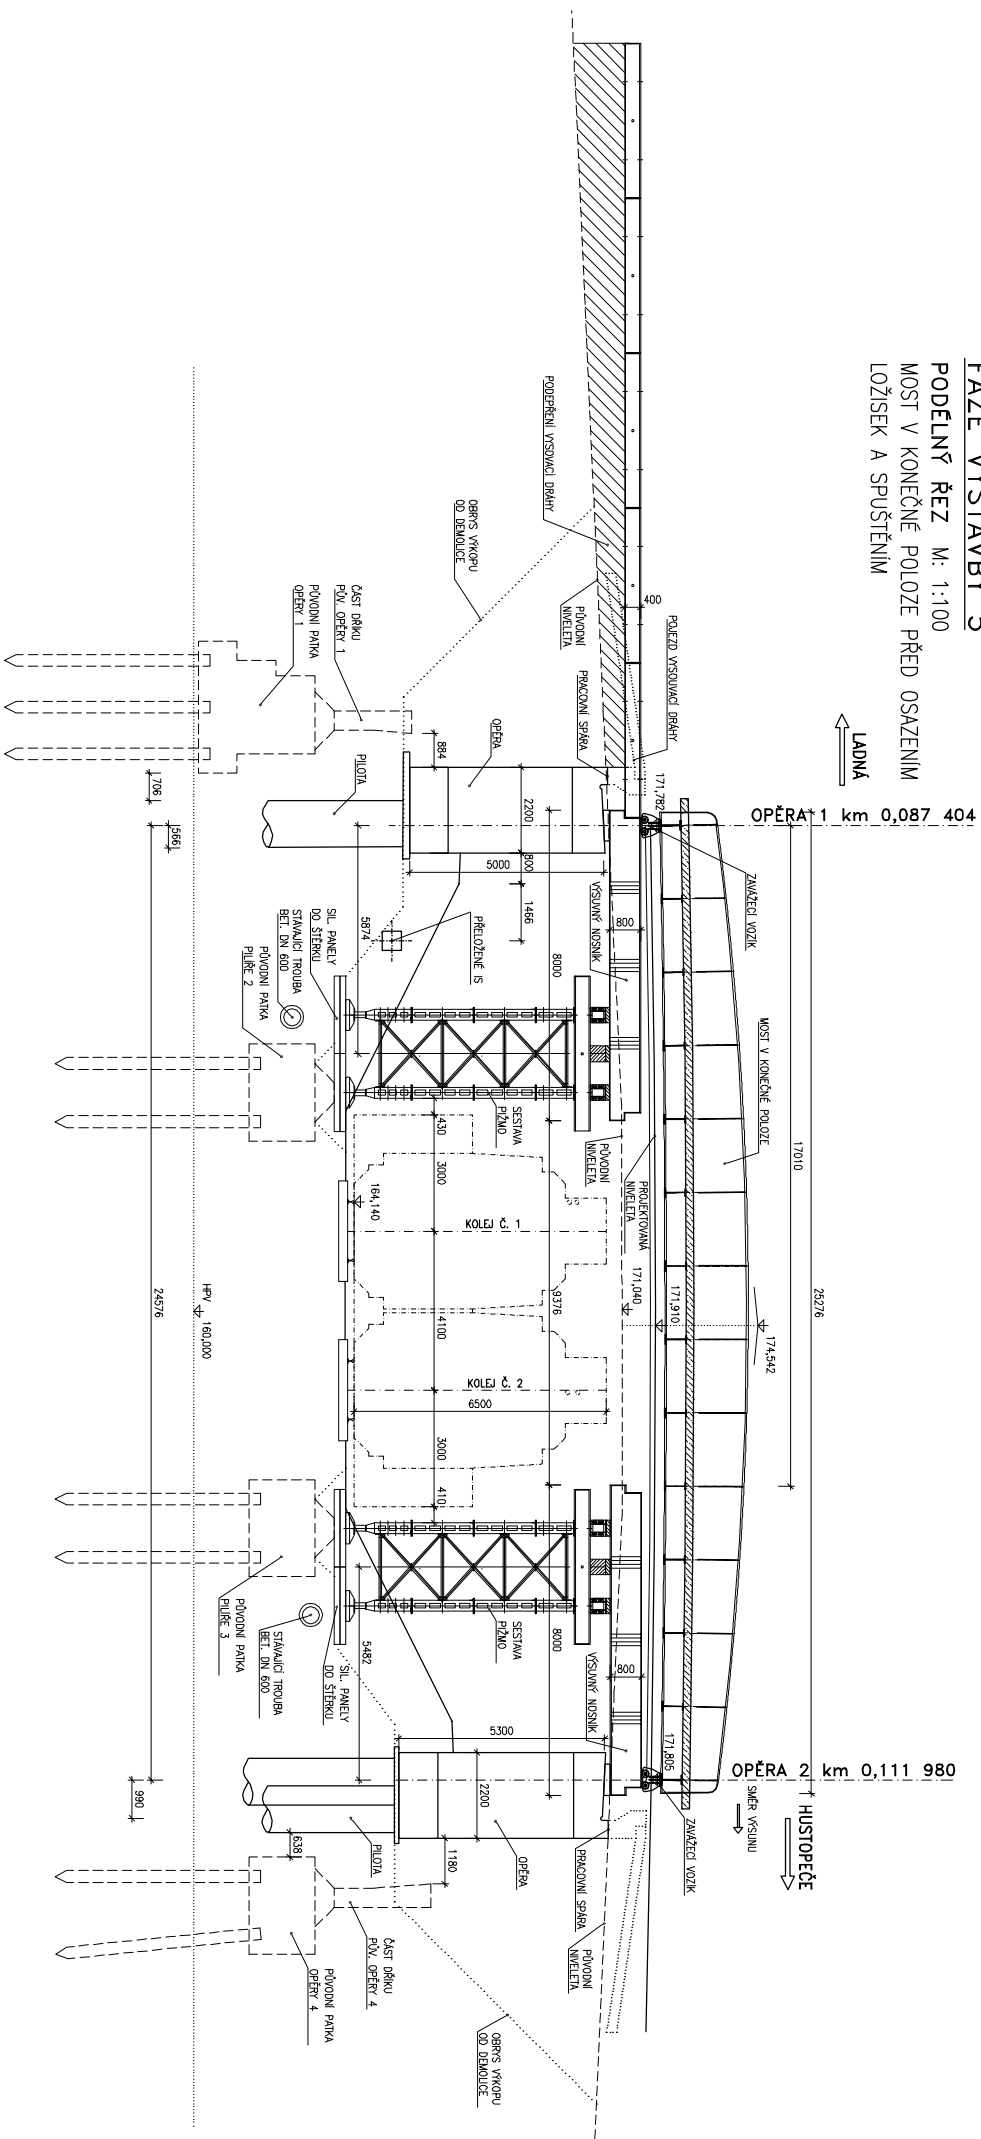 FÁZE VÝSTAVBY 5
PODÉLNÝ ŘEZ M: 1:100
MOST V KONEČNÉ POLOZE PŘED OSAZENÍM
LOŽISEK A SPUŠTĚNÍM
LADNÁ
HUSTOPEČE
SMĚR VÝSUNU
OPĚRA 1 km 0,087 404
OPĚRA 2 km 0,111 980
25276
17010
174,542
ZAVÁŽECÍ VOZÍK
MOST V KONEČNÉ POLOZE
ZAVÁŽECÍ VOZÍK
171,782
171,910
171,805
POJEZD VYSOUVACÍ DRÁHY
400
PROJEKTOVANÁ
NIVELETA
171,040
800
800
VÝSUVNÝ NOSNÍK
VÝSUVNÝ NOSNÍK
PŮVODNÍ
NIVELETA
PRACOVNÍ SPÁRA
PŮVODNÍ
NIVELETA
PODEPŘENÍ VYSOVACÍ DRÁHY
PRACOVNÍ SPÁRA
PŮVODNÍ
NIVELETA
8000
9376
8000
2200
800
1466
SESTAVA
PIŽMO
SESTAVA
PIŽMO
5000
5300
6500
KOLEJ Č. 1
KOLEJ Č. 2
OPĚRA
OPĚRA
2200
OBRYS VÝKOPU
OD DEMOLICE
OBRYS VÝKOPU
OD DEMOLICE
PŘELOŽENÉ IS
884
430
3000
4100
3000
410
1180
5874
5482
164,140
PILOTA
PILOTA
ČÁST DŘÍKU
PŮV. OPĚRY 1
PŮVODNÍ PATKA
OPĚRY 1
SIL. PANELY
DO ŠTĚRKU
STÁVAJÍCÍ TROUBA
BET. DN 600
PŮVODNÍ PATKA
PILÍŘE 2
SIL. PANELY
DO ŠTĚRKU
STÁVAJÍCÍ TROUBA
BET. DN 600
PŮVODNÍ PATKA
PILÍŘE 3
ČÁST DŘÍKU
PŮV. OPĚRY 4
PŮVODNÍ PATKA
OPĚRY 4
638
HPV 160,000
706
566
24576
990